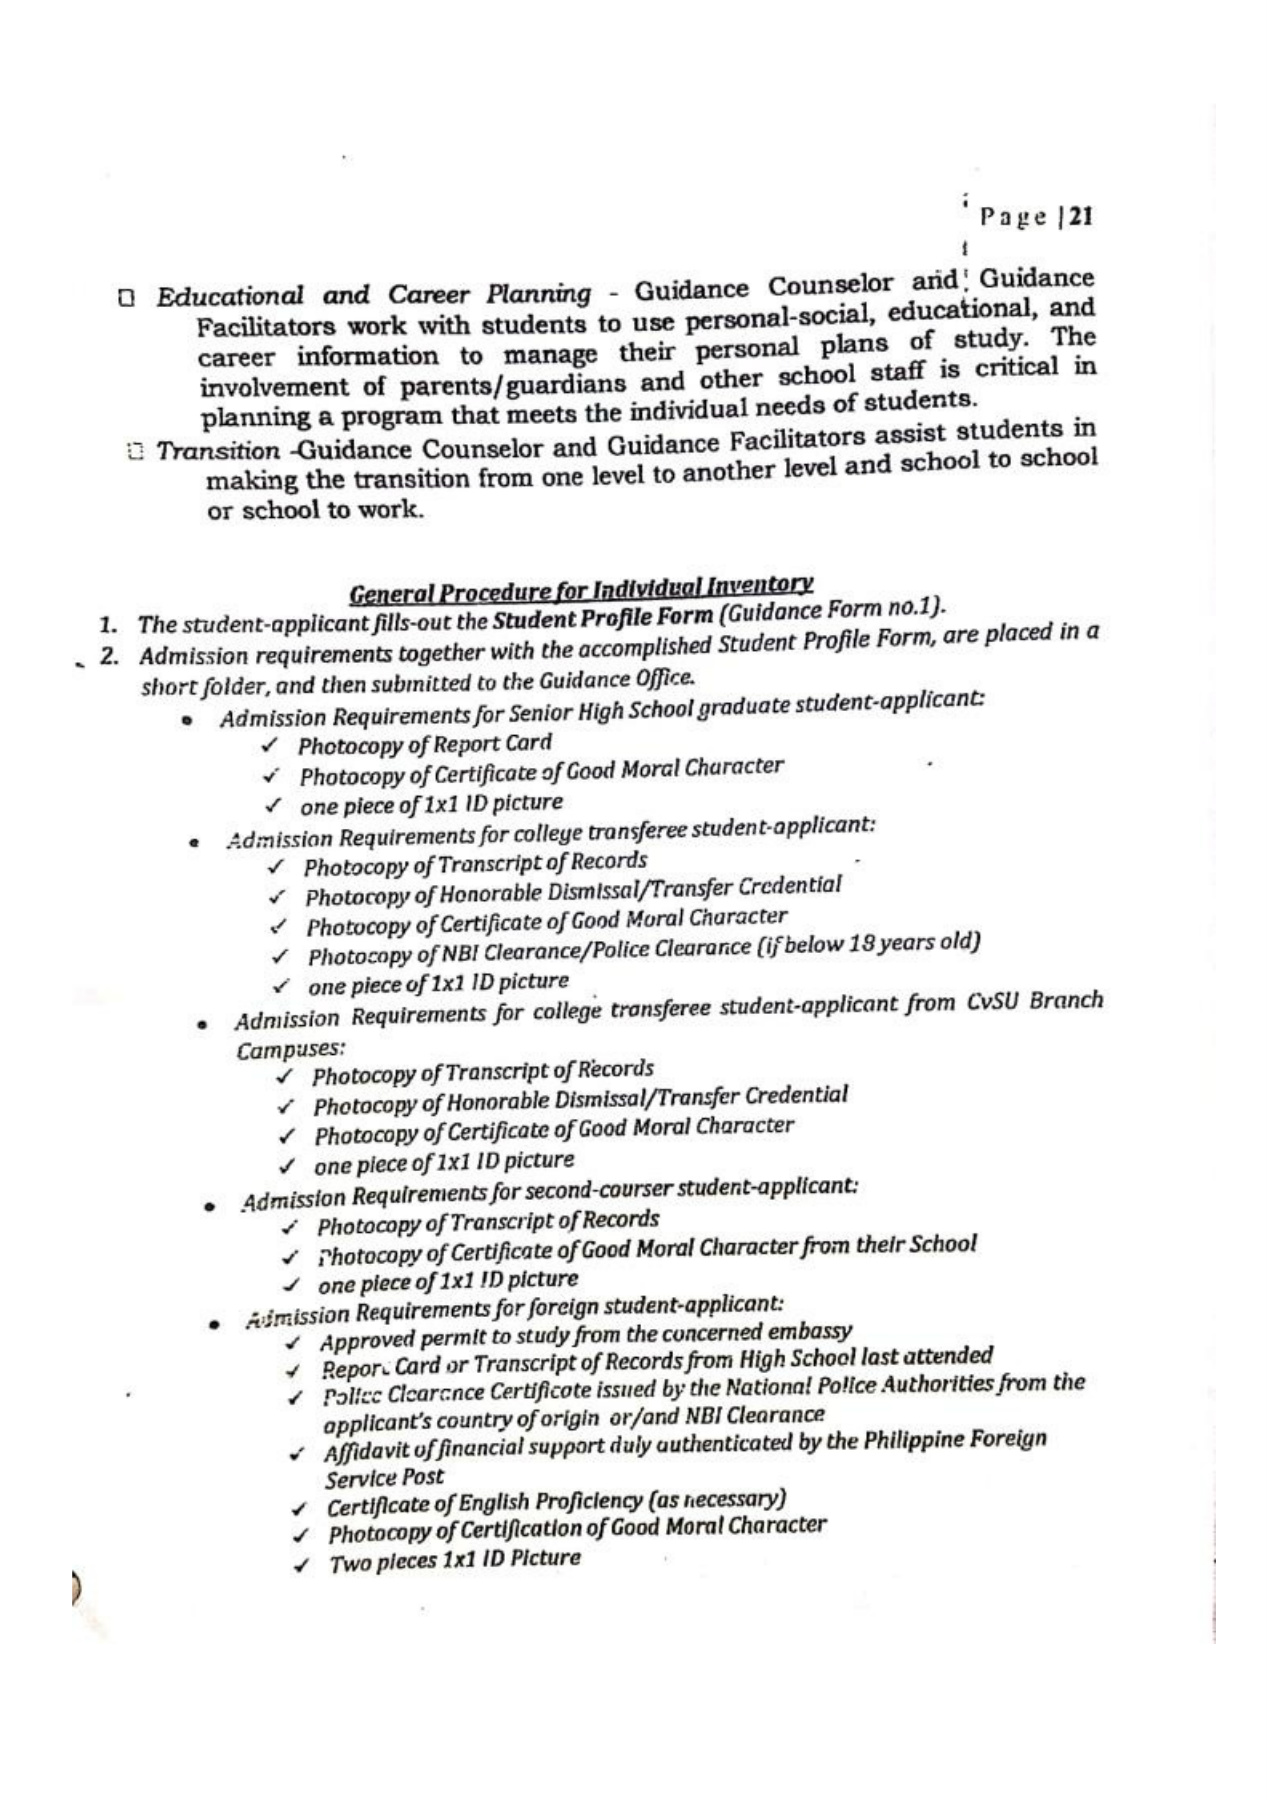 Page |21
Educational and Career Planning - Guidance Counselor and Guidance
Facilitators work with students to use personal-social, educational, and
career information to manage their personal plans of study. The
involvement of parents/guardians and other school staff is critical in
planning a program that meets the individual needs of students.
Transition -Guidance Counselor and Guidance Facilitators assist students in
making the transition from one level to another level and school to school
or school to work.
General Procedure for Individual Inventory
1. The student-applicant fills-out the Student Profile Form (Guidance Form no.1).
2. Admission requirements together with the accomplished Student Profile Form, are placed in a
short folder, and then submitted to the Guidance Office.
• Admission Requirements for Senior High School graduate student-applicant:
✓ Photocopy of Report Card
✓ Photocopy of Certificate of Good Moral Character
✓ one piece of 1x1 ID picture
• Admission Requirements for college transferee student-applicant:
✓ Photocopy of Transcript of Records
✓ Photocopy of Honorable Dismissal/Transfer Credential
✓ Photocopy of Certificate of Good Moral Character
✓ Photocopy of NBI Clearance/Police Clearance (if below 18 years old)
✓ one piece of 1x1 ID picture
• Admission Requirements for college transferee student-applicant from CvSU Branch
Campuses:
✓ Photocopy of Transcript of Records
✓ Photocopy of Honorable Dismissal/Transfer Credential
✓ Photocopy of Certificate of Good Moral Character
✓ one piece of 1x1 ID picture
• Admission Requirements for second-courser student-applicant:
✓ Photocopy of Transcript of Records
✓ Photocopy of Certificate of Good Moral Character from their School
✓ one piece of 1x1 ID picture
• Admission Requirements for foreign student-applicant:
✓ Approved permit to study from the concerned embassy
✓ Report Card or Transcript of Records from High School last attended
✓ Police Clearance Certificate issued by the National Police Authorities from the
applicant's country of origin or/and NBI Clearance
✓ Affidavit of financial support duly authenticated by the Philippine Foreign
Service Post
✓ Certificate of English Proficiency (as necessary)
✓ Photocopy of Certification of Good Moral Character
✓ Two pieces 1x1 ID Picture